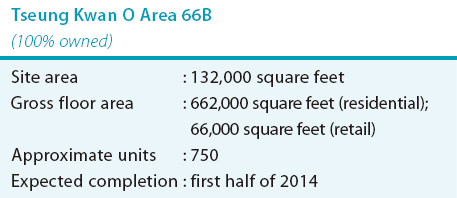 Tseung Kwan O Area 66B
(100% owned)
Site area : 132,000 square feet
Gross floor area : 662,000 square feet (residential);
66,000 square feet (retail)
Approximate units : 750
Expected completion : first half of 2014